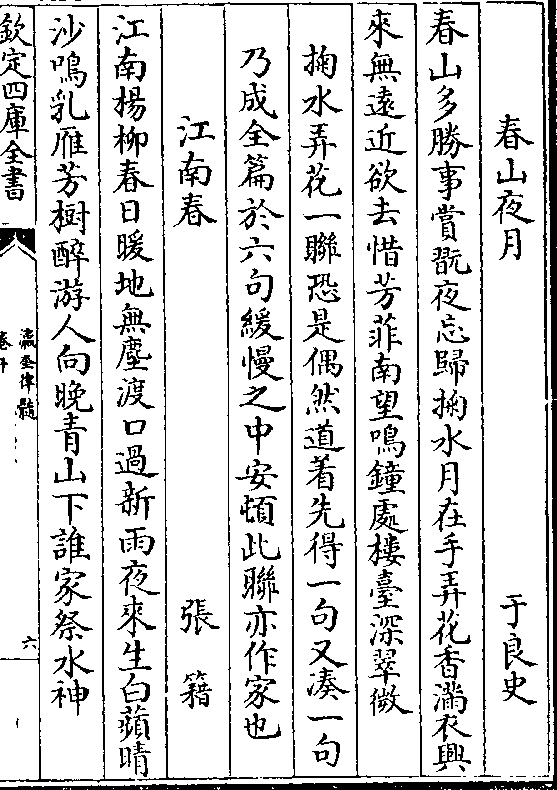 春山夜月 于良史
春山多勝事賞翫夜忘歸掬水月在手弄花香滿衣興
來無遠近欲去惜芳菲南望鳴鐘處樓臺深翠微
掬水弄花一聯恐是偶然道着先得一句又湊一句
乃成全篇於六句緩慢之中安頓此聯亦作家也
江南春 張籍
江南楊柳春日暖地無塵渡口過新雨夜來生白蘋晴
沙鳴乳雁芳樹醉游人向晚青山下誰家祭水神
欽定四庫全書
瀛奎律髓
六